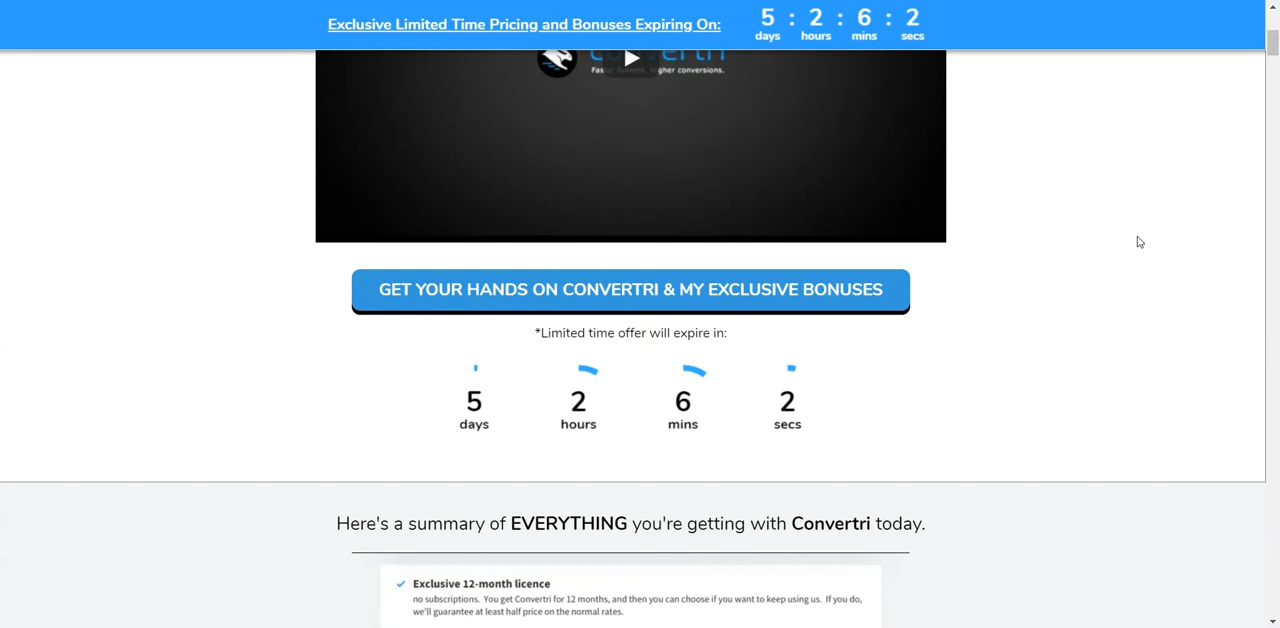 Exclusive Limited Time Pricing and Bonuses Expiring On:
5 : 2 : 6 : 2
days hours mins secs
GET YOUR HANDS ON CONVERTRI & MY EXCLUSIVE BONUSES
*Limited time offer will expire in:
5 2 6 2
days hours mins secs
Here's a summary of EVERYTHING you're getting with Convertri today.
Exclusive 12-month licence
no subscriptions. You get Convertri for 12 months, and then you can choose if you want to keep using us. If you do,
we'll guarantee at least half price on the normal rates.